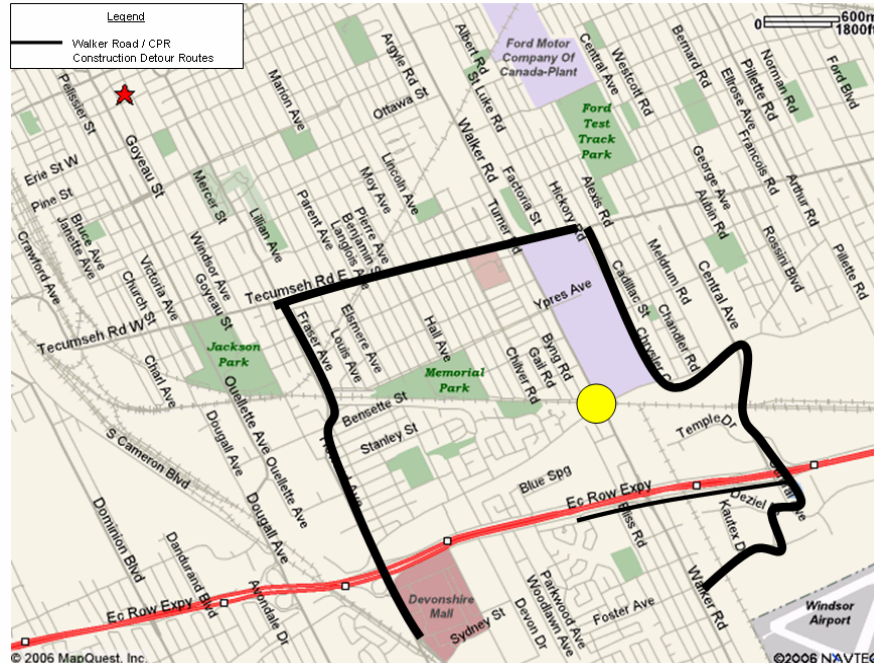 Legend
Walker Road / CPR
Construction Detour Routes
600m
1800ft
Ford Motor
Company Of
Canada-Plant
Ford
Test
Track
Park
Pelissier St
Goyeau St
Marion Ave
Argyle Rd
Albert Rd
St Luke Rd
Central Ave
Westcott Rd
Bernard Rd
Norman Rd
Pillette Rd
Ellrose Ave
Ford Blvd
Ottawa St
Walker Rd
Francois Rd
Erie St W
Pine St
Mercer St
Lillian Ave
Parent Ave
Moy Ave
Lincoln Ave
Pierre Ave
Benjamin
Langlois Ave
Turner Rd
Factoria St
Hickory Rd
Alexis Rd
George Ave
Aubin Rd
Arthur Rd
Rossini Blvd
Pillette Rd
Bruce Ave
Janette Ave
Crawford Ave
Victoria Ave
Church St
Windsor Ave
Goyeau St
Tecumseh Rd E
Tecumseh Rd W
Cadillac St
Meldrum Rd
Central Ave
Chandler Rd
Ypres Ave
Jackson
Park
Fraser Ave
Louis Ave
Elsmere Ave
Hall Ave
Memorial
Park
Chilver Rd
Gail Rd
Byng Rd
Charl Ave
Ouellette Ave
Ouellette Ave
Dougall Ave
Dougall Ave
Bensette St
Stanley St
S Cameron Blvd
Temple Dr
Blue Spg
Ec Row Expy
Deziel
Kautex D
Bliss Rd
Walker Rd
Dominion Blvd
Dandurand Blvd
Ec Row Expy
Avondale Dr
Devonshire
Mall
Sydney St
Devon Dr
Woodlawn Ave
Parkwood Ave
Foster Ave
Windsor
Airport
© 2006 MapQuest, Inc.
©2006 NAVTEQ